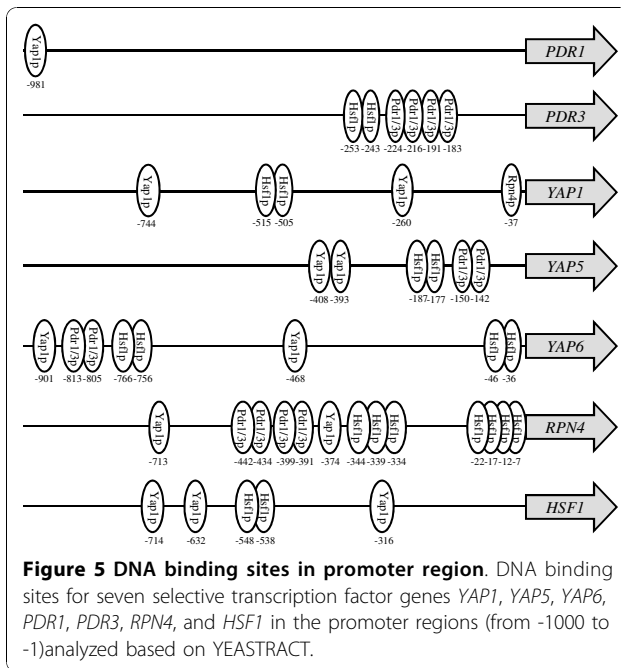 Yap1p
-981
PDR1
Hsf1p Hsf1p Pdr1/3p Pdr1/3p Pdr1/3p Pdr1/3p
-253 -243 -224 -216 -191 -183
PDR3
Yap1p Hsf1p Hsf1p Yap1p Rpn4p
-744 -515 -505 -260 -37
YAP1
Yap1p Yap1p Hsf1p Hsf1p Pdr1/3p Pdr1/3p
-408 -393 -187 -177 -150 -142
YAP5
Yap1p Pdr1/3p Pdr1/3p Hsf1p Hsf1p Yap1p Hsf1p Hsf1p
-901 -813 -805 -766 -756 -468 -46 -36
YAP6
Yap1p Pdr1/3p Pdr1/3p Pdr1/3p Pdr1/3p Yap1p Hsf1p Hsf1p Hsf1p Hsf1p Hsf1p Hsf1p Hsf1p
-713 -442 -434 -399 -391 -374 -344 -339 -334 -22 -17 -12 -7
RPN4
Yap1p Yap1p Hsf1p Hsf1p Yap1p
-714 -632 -548 -538 -316
HSF1
Figure 5 DNA binding sites in promoter region. DNA binding
sites for seven selective transcription factor genes YAP1, YAP5, YAP6,
PDR1, PDR3, RPN4, and HSF1 in the promoter regions (from -1000 to
-1)analyzed based on YEASTRACT.